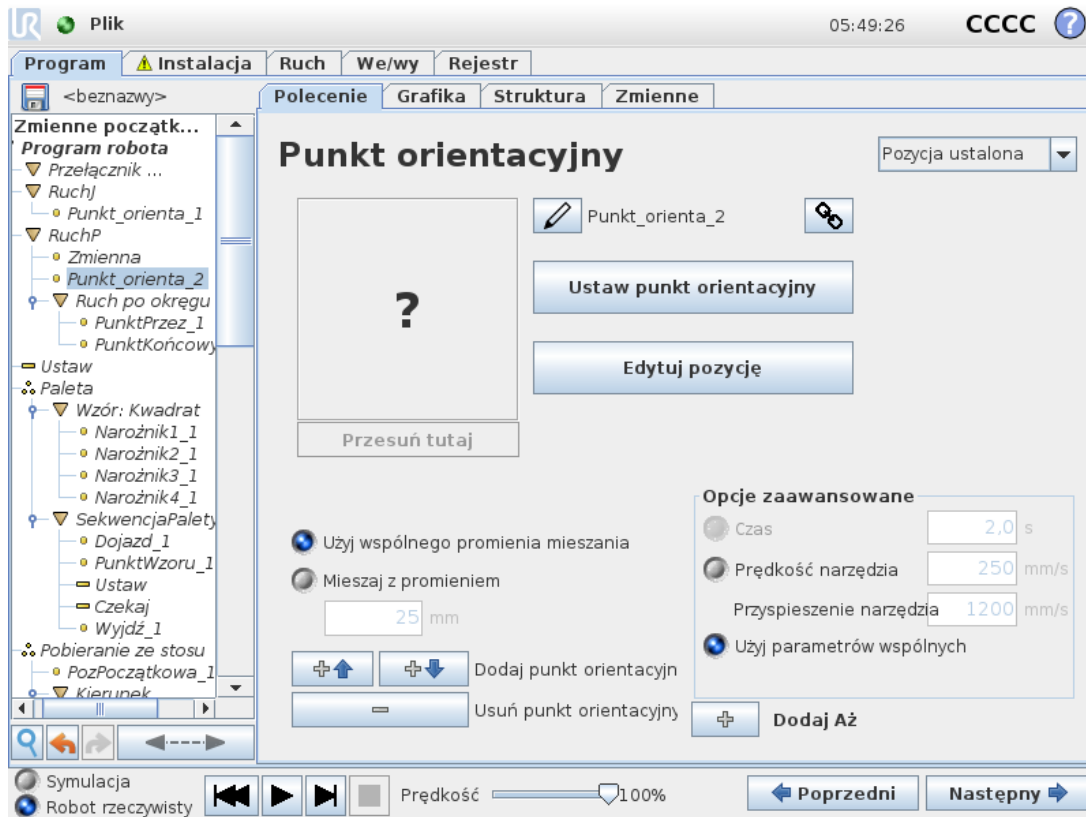 Plik 05:49:26 CCCC ?
Program Instalacja Ruch We/wy Rejestr
<beznazwy> Polecenie Grafika Struktura Zmienne
Zmienne początk...
Program robota
Przełącznik ...
RuchJ
Punkt_orienta_1
RuchP
Zmienna
Punkt_orienta_2
Ruch po okręgu
PunktPrzez_1
PunktKońcowy
Ustaw
Paleta
Wzór: Kwadrat
Narożnik1_1
Narożnik2_1
Narożnik3_1
Narożnik4_1
SekwencjaPalety
Dojazd_1
PunktWzoru_1
Ustaw
Czekaj
Wyjdź_1
Pobieranie ze stosu
PozPoczątkowa_1
Kierunek
Punkt orientacyjny
Pozycja ustalona
?
Przesuń tutaj
Punkt_orienta_2
Ustaw punkt orientacyjny
Edytuj pozycję
Użyj wspólnego promienia mieszania
Mieszaj z promieniem
25 mm
Dodaj punkt orientacyjn
Usuń punkt orientacyjny
Opcje zaawansowane
Czas 2,0 s
Prędkość narzędzia 250 mm/s
Przyspieszenie narzędzia 1200 mm/s
Użyj parametrów wspólnych
Dodaj Aż
Symulacja
Robot rzeczywisty
Prędkość 100%
Poprzedni
Następny